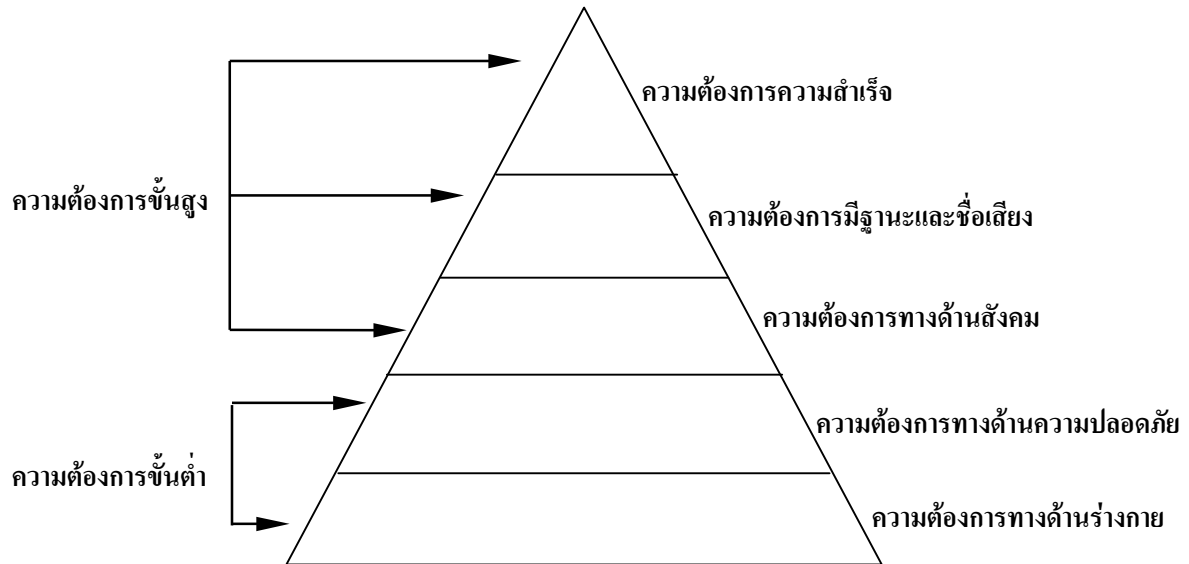 ความต้องการความสำเร็จ
ความต้องการขั้นสูง
ความต้องการมีฐานะและชื่อเสียง
ความต้องการทางด้านสังคม
ความต้องการทางด้านความปลอดภัย
ความต้องการขั้นต่ำ
ความต้องการทางด้านร่างกาย